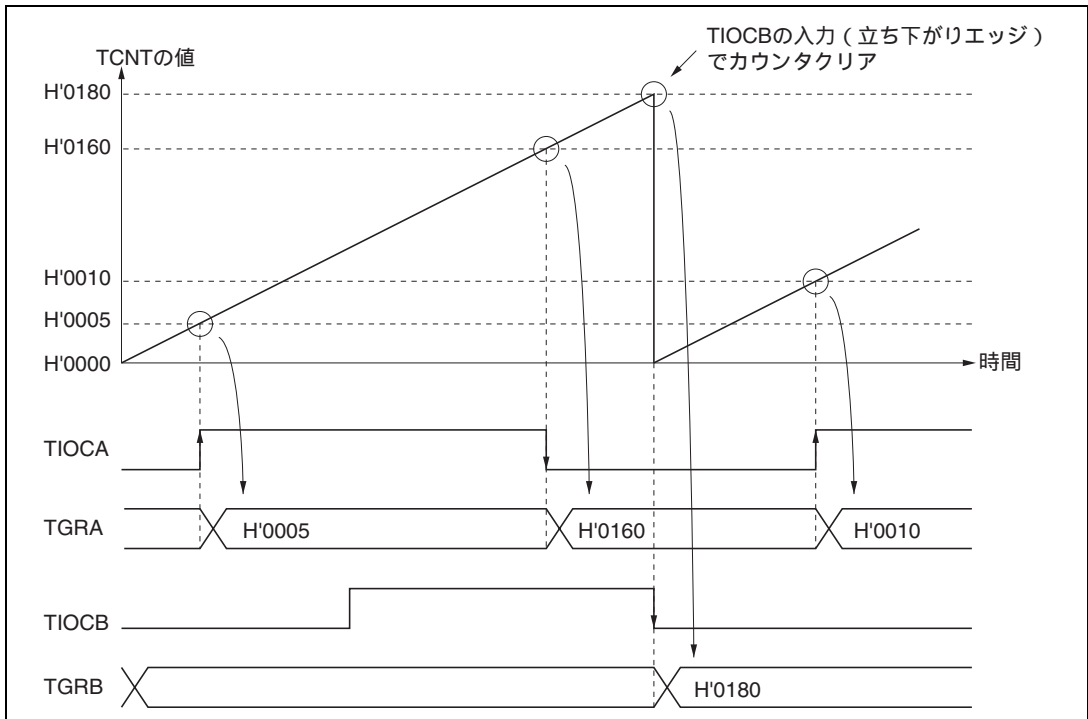 TIOCBの入力(立ち下がりエッジ)
でカウンタクリア
TCNTの値
H'0180
H'0160
H'0010
H'0005
H'0000
時間
TIOCA
TGRA
H'0005
H'0160
H'0010
TIOCB
TGRB
H'0180